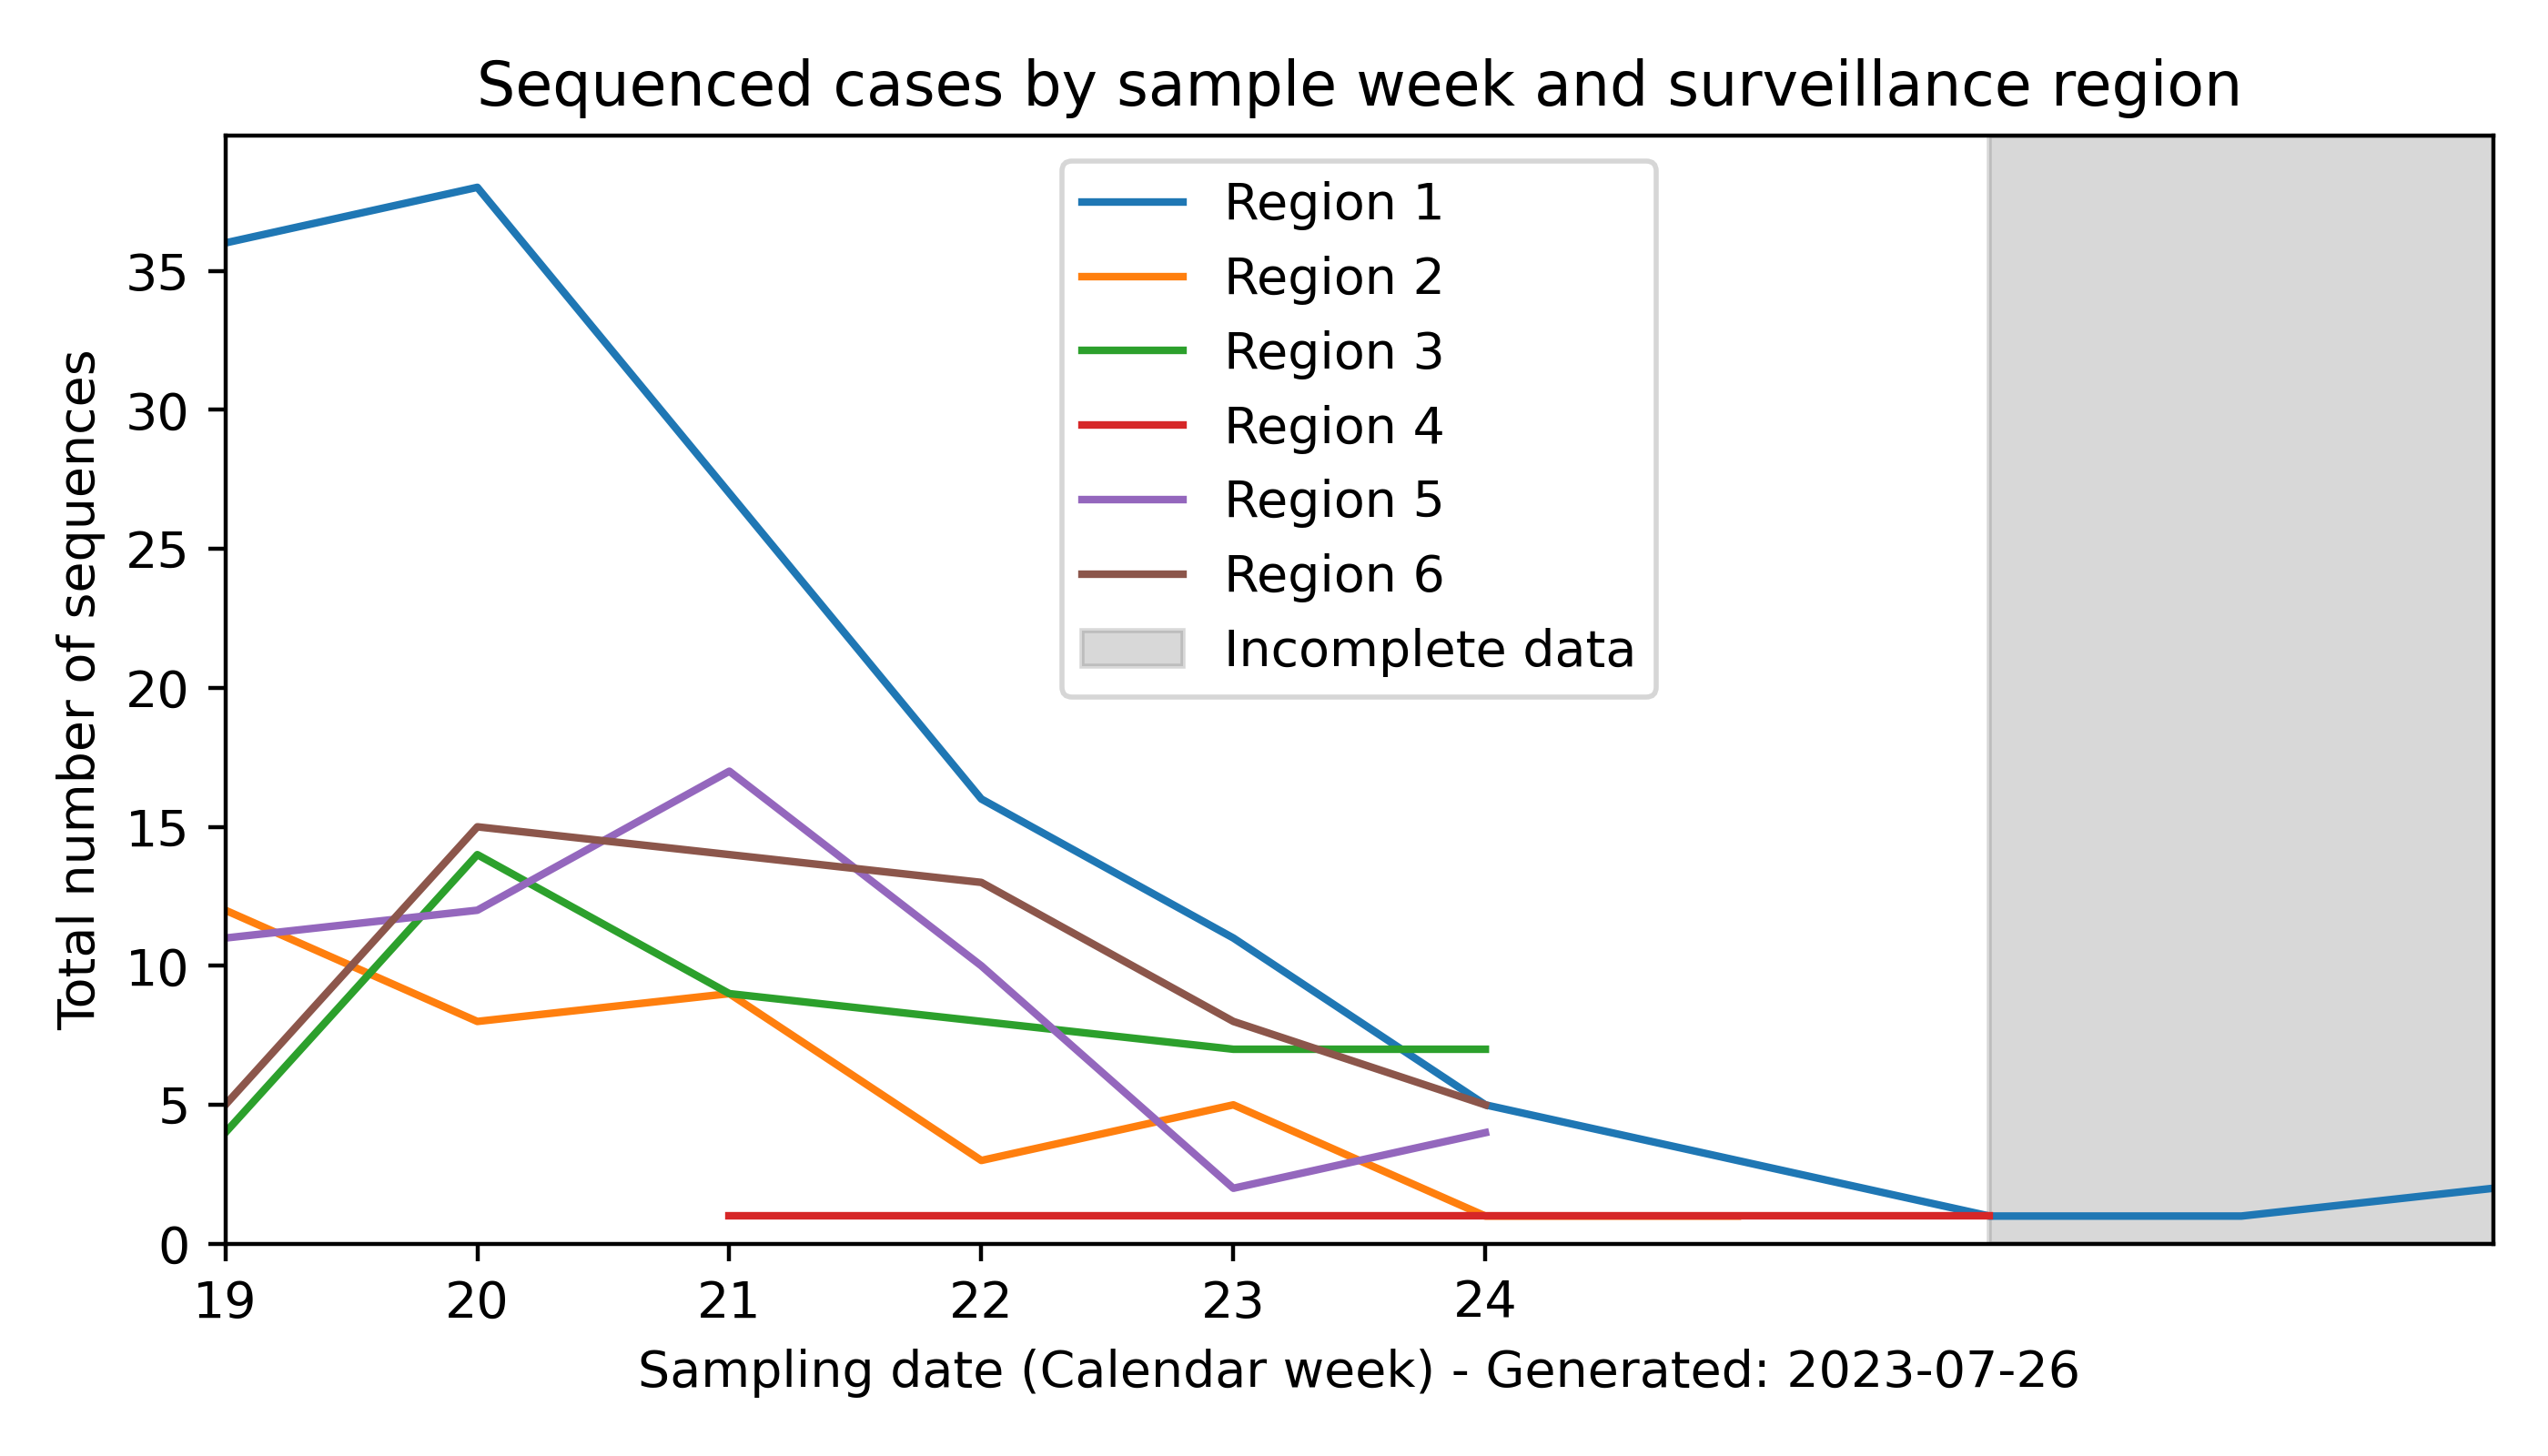 Sequenced cases by sample week and surveillance region
Region 1
Region 2
Region 3
Region 4
Region 5
Region 6
Incomplete data
Total number of sequences
35
30
25
20
15
10
5
0
19 20 21 22 23 24
Sampling date (Calendar week) - Generated: 2023-07-26